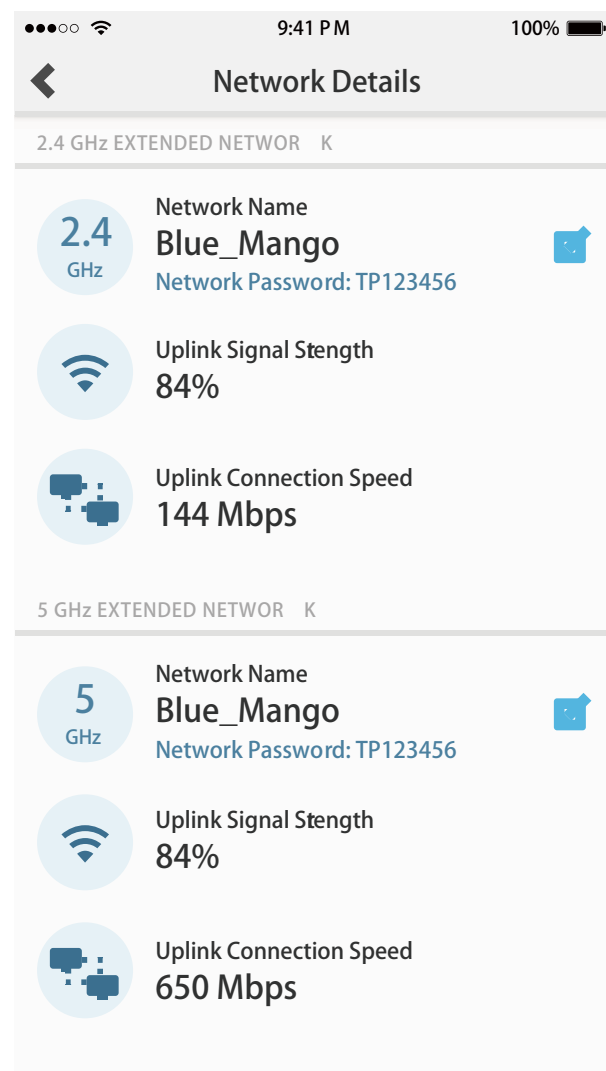 9:41 PM 100%
Network Details
2.4 GHz EXTENDED NETWOR K
2.4
GHz
Network Name
Blue_Mango
Network Password: TP123456
Uplink Signal Stength
84%
Uplink Connection Speed
144 Mbps
5 GHz EXTENDED NETWOR K
5
GHz
Network Name
Blue_Mango
Network Password: TP123456
Uplink Signal Stength
84%
Uplink Connection Speed
650 Mbps